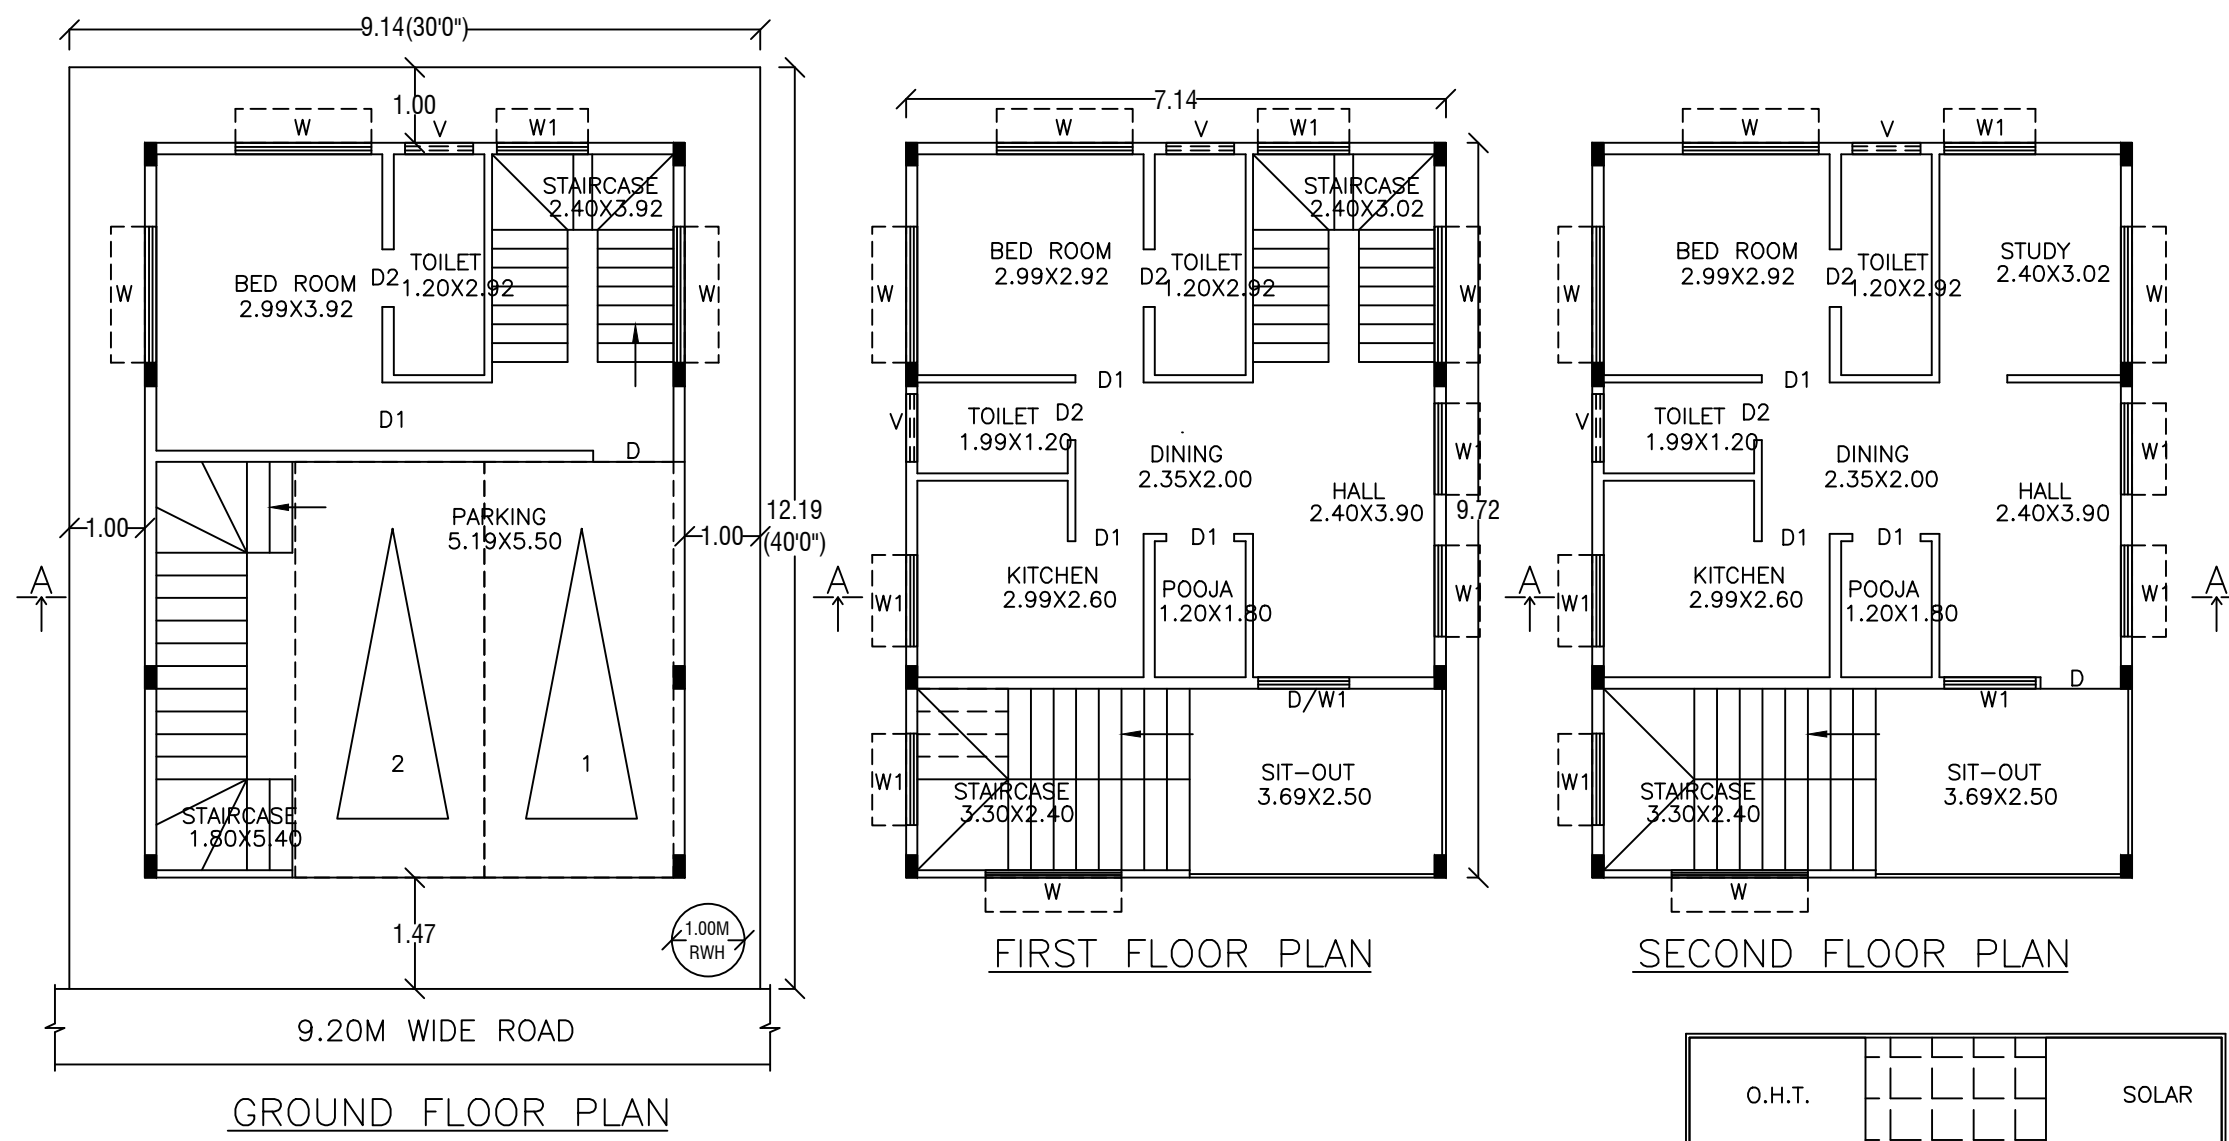 9.14(30'0")
1.00
W
V
W1
STAIRCASE
2.40X3.92
TOILET
1.20X2.92
D2
BED ROOM
2.99X3.92
W
W
D1
D
PARKING
5.19X5.50
1.00
1.00
12.19
(40'0")
A
2
1
STAIRCASE
1.80X5.40
1.47
1.00M
RWH
9.20M WIDE ROAD
GROUND FLOOR PLAN
7.14
W
V
W1
STAIRCASE
2.40X3.02
BED ROOM
2.99X2.92
D2
TOILET
1.20X2.92
W
W
D1
V
TOILET
1.99X1.20
D2
DINING
2.35X2.00
W1
HALL
2.40X3.90
9.72
D1
D1
KITCHEN
2.99X2.60
POOJA
1.20X1.80
A
W1
W1
D/W1
SIT-OUT
3.69X2.50
W1
STAIRCASE
3.30X2.40
W
FIRST FLOOR PLAN
W
V
W1
BED ROOM
2.99X2.92
D2
TOILET
1.20X2.92
STUDY
2.40X3.02
W
W
D1
V
TOILET
1.99X1.20
D2
DINING
2.35X2.00
W1
HALL
2.40X3.90
D1
D1
KITCHEN
2.99X2.60
POOJA
1.20X1.80
A
W1
W1
A
D
W1
SIT-OUT
3.69X2.50
W1
STAIRCASE
3.30X2.40
W
SECOND FLOOR PLAN
O.H.T.
SOLAR